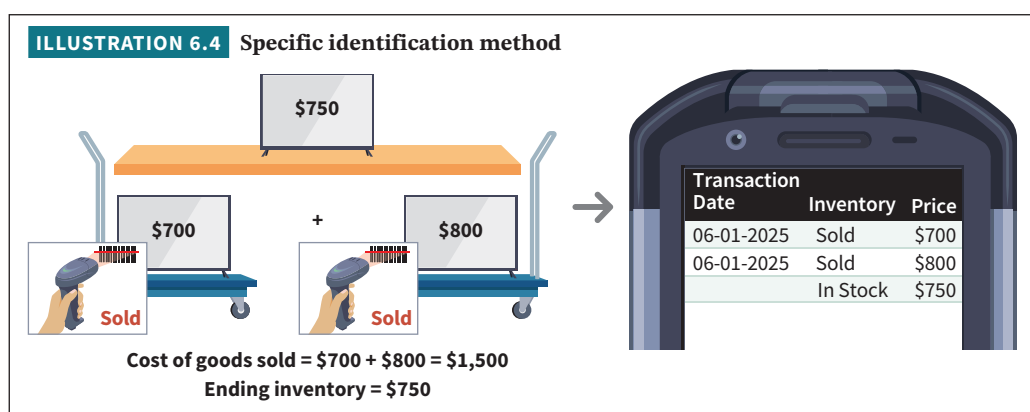 ILLUSTRATION 6.4 Specific identification method
$750
$700 + $800
Sold Sold
Cost of goods sold = $700 + $800 = $1,500
Ending inventory = $750
Transaction
Date Inventory Price
06-01-2025 Sold $700
06-01-2025 Sold $800
In Stock $750